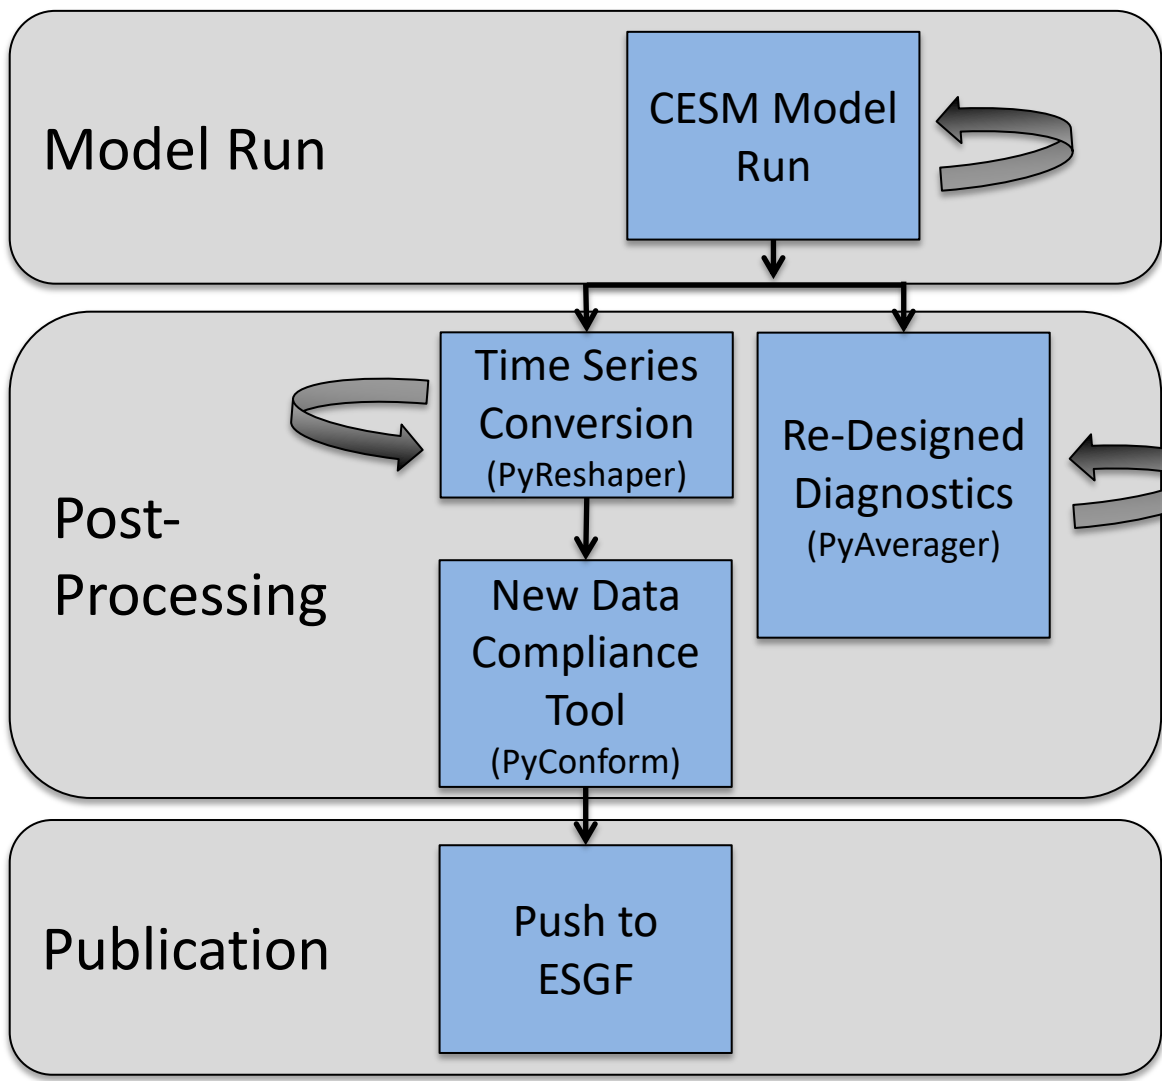 Model Run
CESM Model
Run
Post-
Processing
Time Series
Conversion
(PyReshaper)
Re-Designed
Diagnostics
(PyAverager)
New Data
Compliance
Tool
(PyConform)
Publication
Push to
ESGF